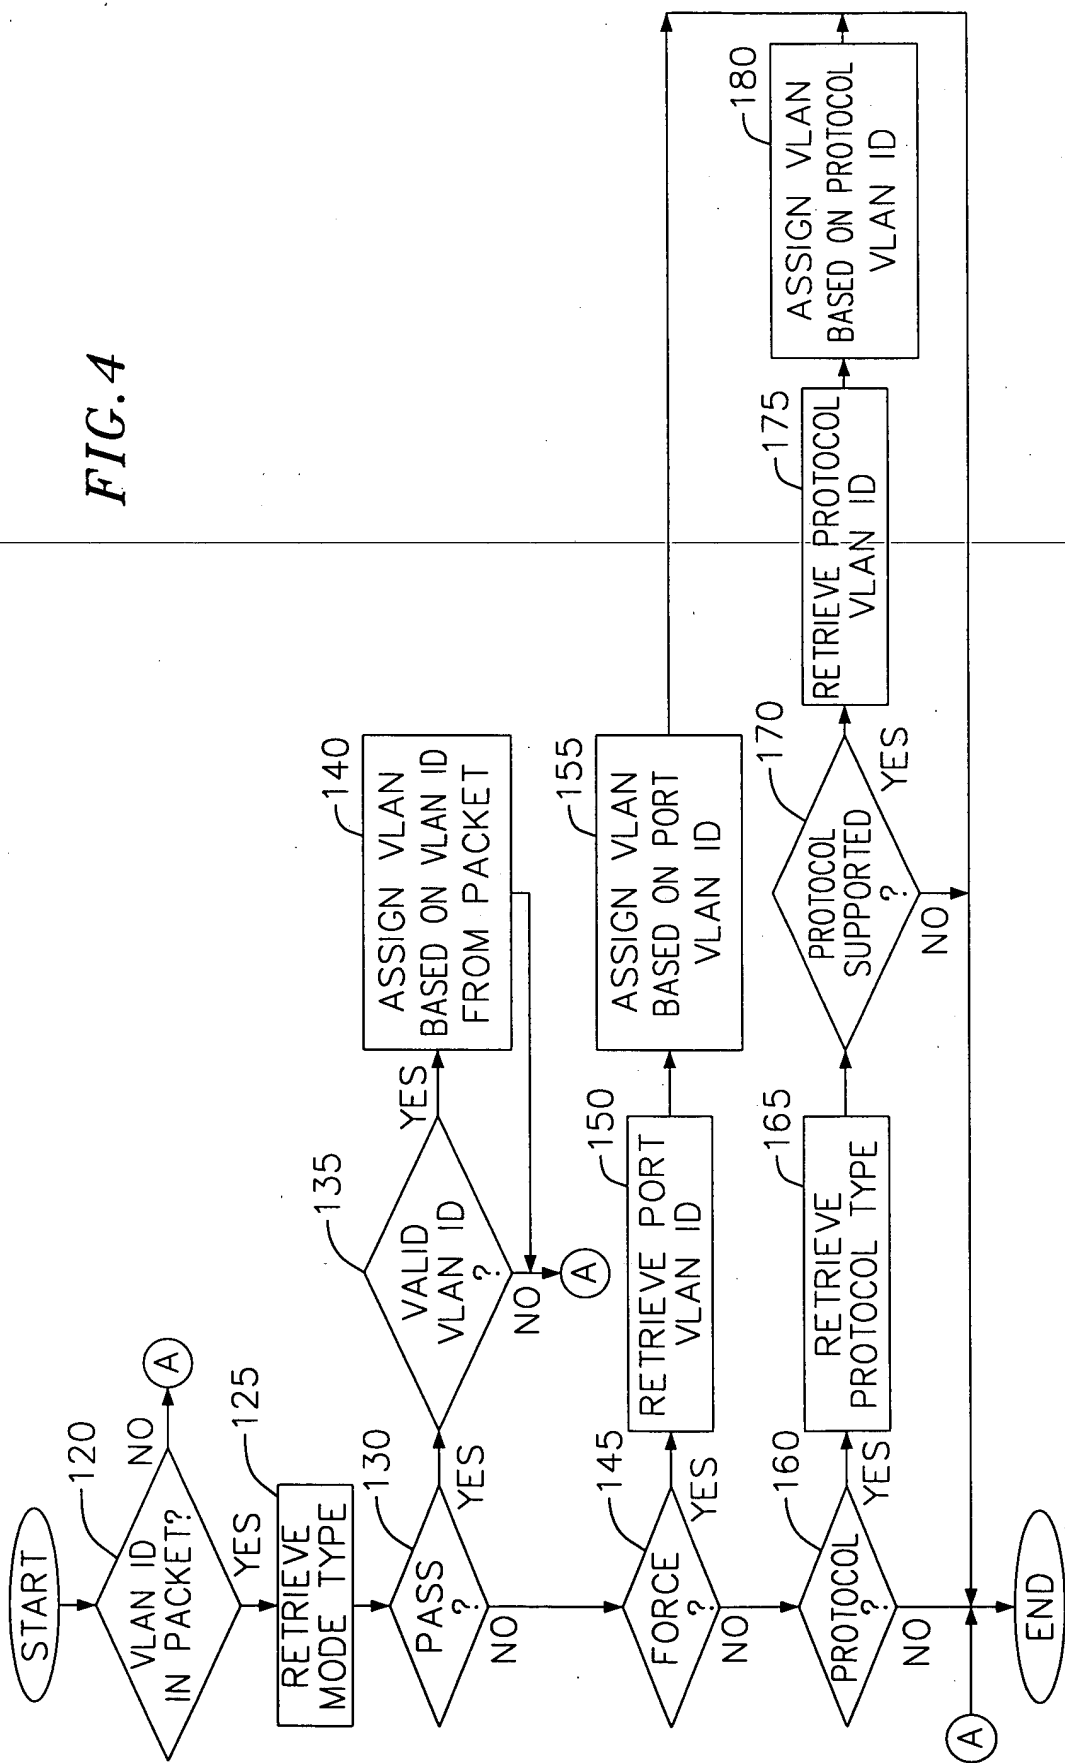 FIG.4
START
120
VLAN ID
IN PACKET?
NO
A
YES
125
RETRIEVE
MODE TYPE
130
PASS
?
YES
NO
135
VALID
VLAN ID
?
YES
NO
A
140
ASSIGN VLAN
BASED ON VLAN ID
FROM PACKET
145
FORCE
?
YES
NO
150
RETRIEVE PORT
VLAN ID
155
ASSIGN VLAN
BASED ON PORT
VLAN ID
160
PROTOCOL
?
YES
NO
165
RETRIEVE
PROTOCOL TYPE
170
PROTOCOL
SUPPORTED
?
YES
NO
175
RETRIEVE PROTOCOL
VLAN ID
180
ASSIGN VLAN
BASED ON PROTOCOL
VLAN ID
A
END